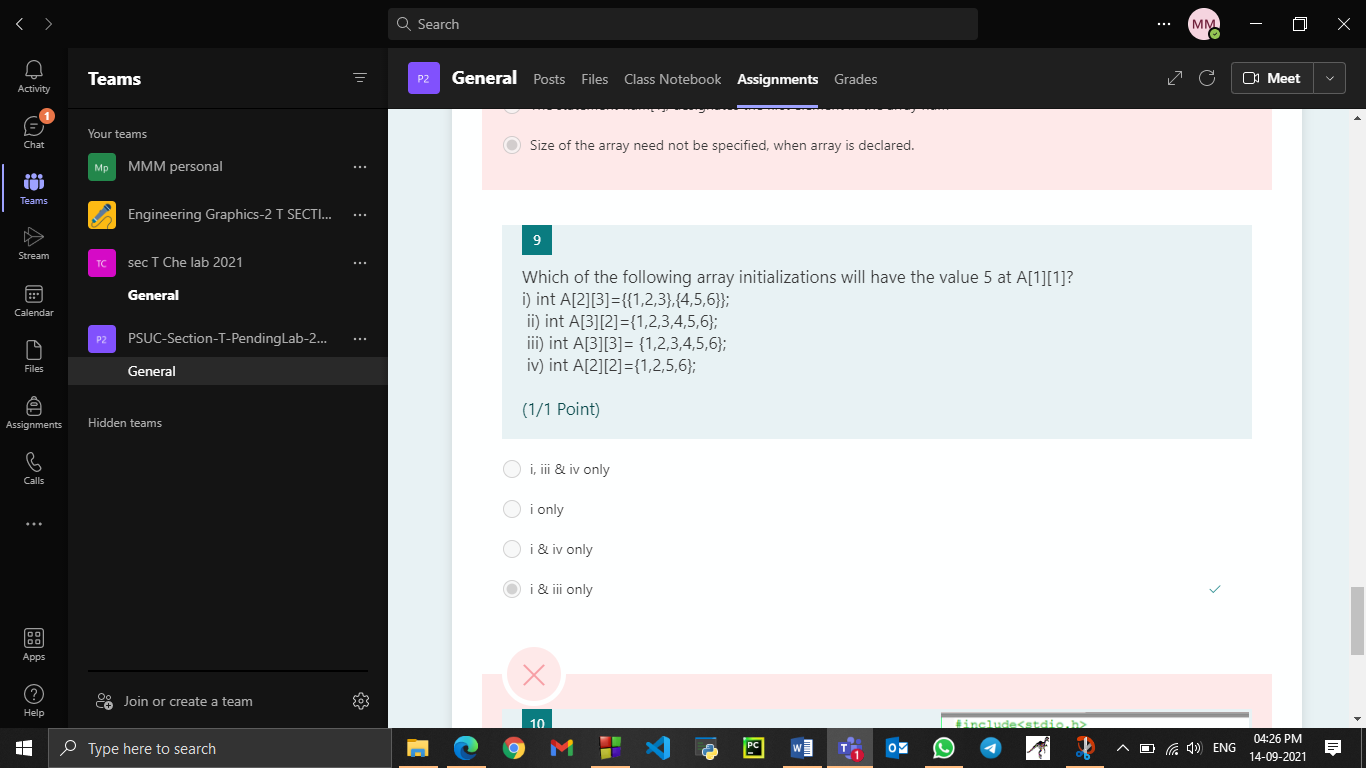 Search
MM
Activity
1
Chat
Teams
Stream
Calendar
Files
Assignments
Calls
Apps
Help
Teams
Your teams
Mp MMM personal
Engineering Graphics-2 T SECTI...
TC sec T Che lab 2021
General
P2 PSUC-Section-T-PendingLab-2...
General
Hidden teams
Join or create a team
P2 General Posts Files Class Notebook Assignments Grades Meet
Size of the array need not be specified, when array is declared.
9
Which of the following array initializations will have the value 5 at A[1][1]?
i) int A[2][3]={{1,2,3},{4,5,6}};
ii) int A[3][2]={1,2,3,4,5,6};
iii) int A[3][3]= {1,2,3,4,5,6};
iv) int A[2][2]={1,2,5,6};
(1/1 Point)
i, iii & iv only
i only
i & iv only
i & iii only
10
#include<stdio.h>
Type here to search
PC
1
ENG
04:26 PM
14-09-2021